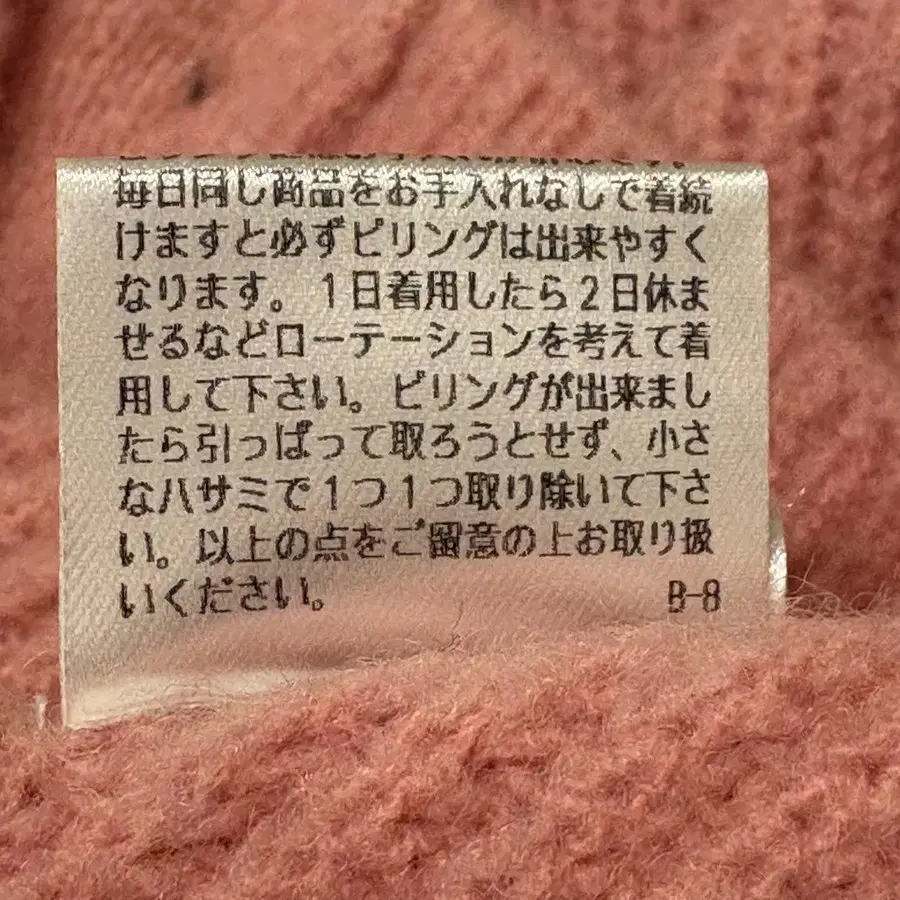 毎日同じ商品をお手入れなしで着続
けますと必ずピリングは出来やすく
なります。1日着用したら2日休ま
せるなどローテーションを考えて着
用して下さい。ピリングが出来まし
たら引っぱって取ろうとせず、小さ
なハサミで1つ1つ取り除いて下さ
い。以上の点をご留意の上お取り扱
いください。 B-8